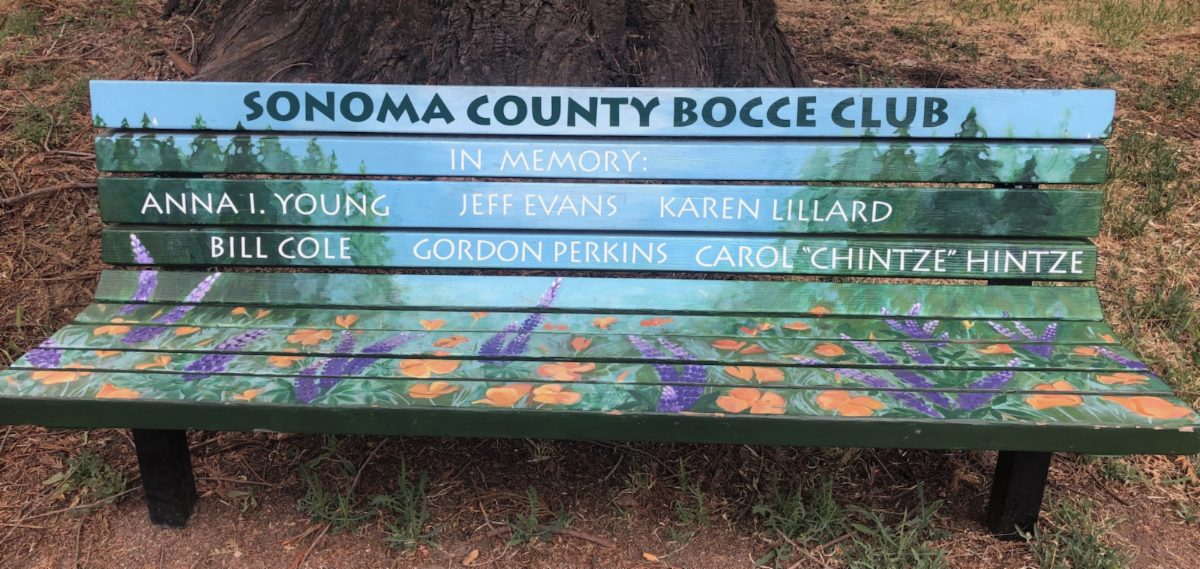 SONOMA COUNTY BOCCE CLUB
IN MEMORY:
ANNA I. YOUNG JEFF EVANS KAREN LILLARD
BILL COLE GORDON PERKINS CAROL "CHINTZE" HINTZE